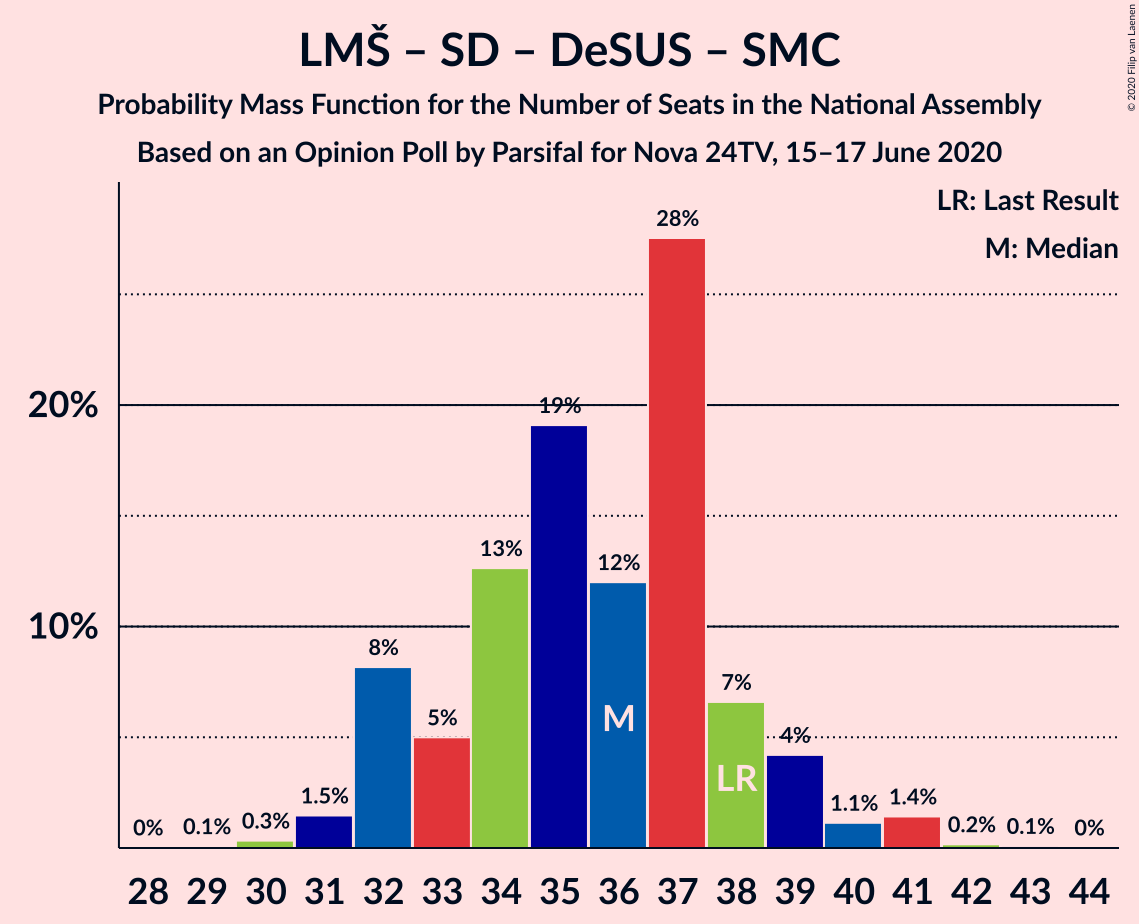 LMŠ – SD – DeSUS – SMC
Probability Mass Function for the Number of Seats in the National Assembly
Based on an Opinion Poll by Parsifal for Nova 24TV, 15–17 June 2020
© 2020 Filip van Laenen
LR: Last Result
M: Median
20%
10%
0%
0.1%
0.3%
1.5%
8%
5%
13%
19%
12%
28%
7%
4%
1.1%
1.4%
0.2%
0.1%
0%
M
LR
28 29 30 31 32 33 34 35 36 37 38 39 40 41 42 43 44